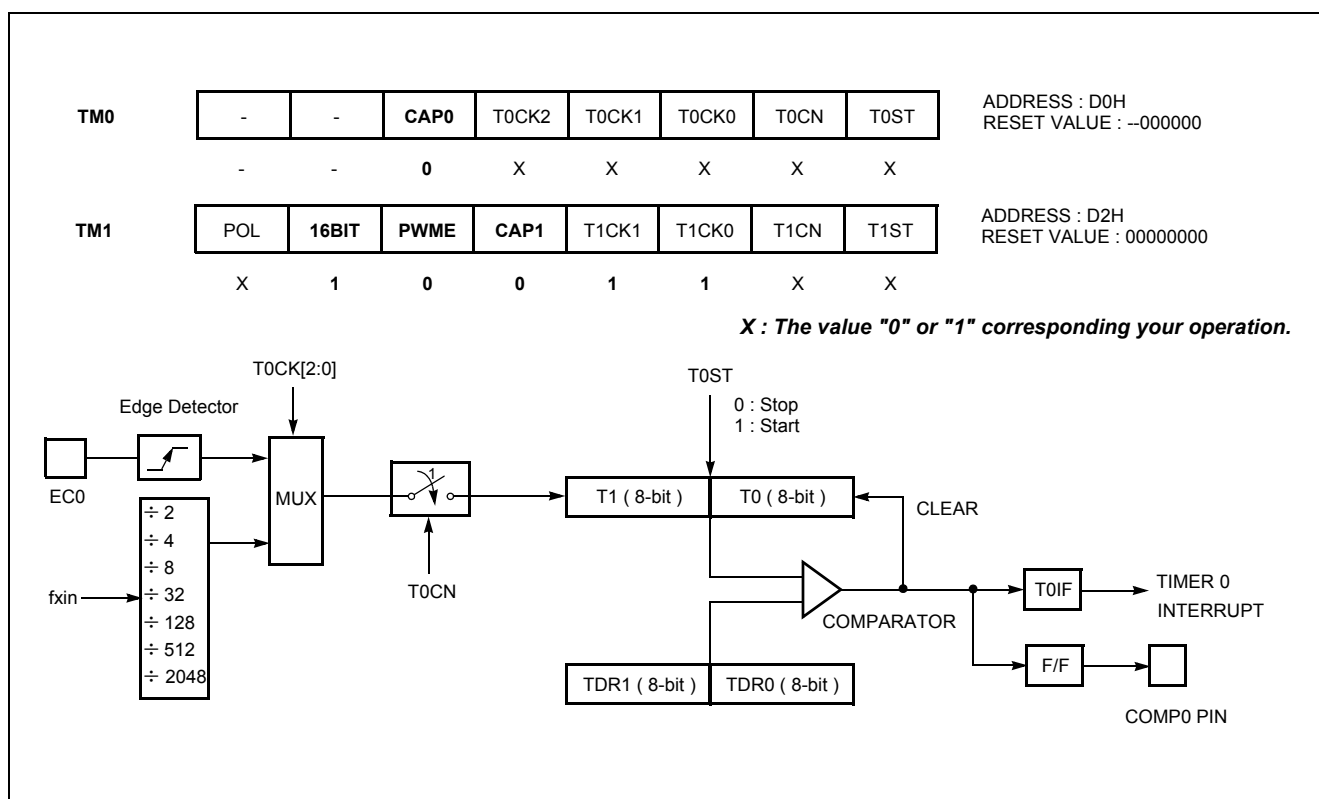 TM0 - - CAP0 T0CK2 T0CK1 T0CK0 T0CN T0ST
ADDRESS : D0H
RESET VALUE : --000000
- - 0 X X X X X
TM1 POL 16BIT PWME CAP1 T1CK1 T1CK0 T1CN T1ST
ADDRESS : D2H
RESET VALUE : 00000000
X 1 0 0 1 1 X X
X : The value "0" or "1" corresponding your operation.
T0CK[2:0]
T0ST
0 : Stop
1 : Start
Edge Detector
EC0
MUX
1
T0CN
T1 ( 8-bit ) T0 ( 8-bit )
CLEAR
fxin
÷ 2
÷ 4
÷ 8
÷ 32
÷ 128
÷ 512
÷ 2048
COMPARATOR
T0IF
TIMER 0
INTERRUPT
F/F
COMP0 PIN
TDR1 ( 8-bit ) TDR0 ( 8-bit )